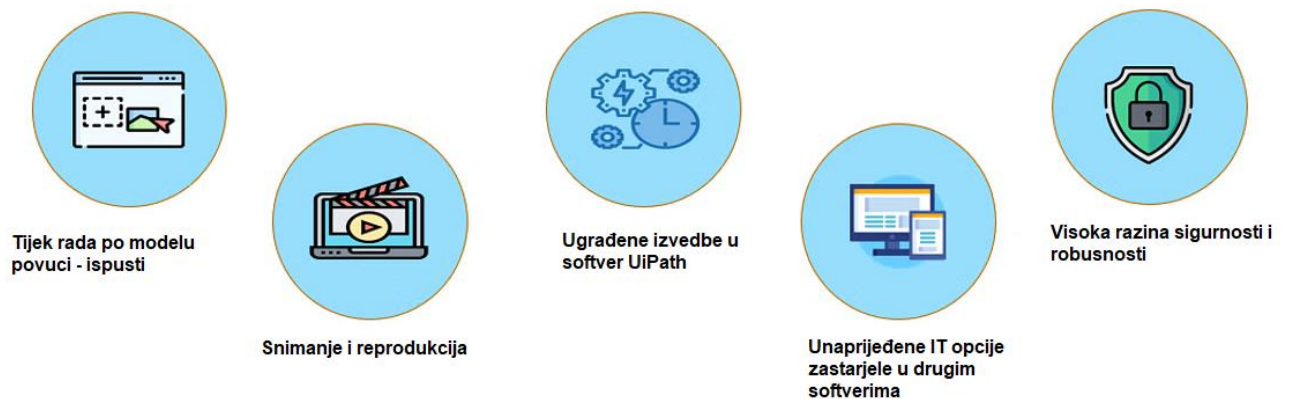 Tijek rada po modelu
povuci - ispusti
Snimanje i reprodukcija
Ugrađene izvedbe u
softver UiPath
Unaprijeđene IT opcije
zastarjele u drugim
softverima
Visoka razina sigurnosti i
robusnosti